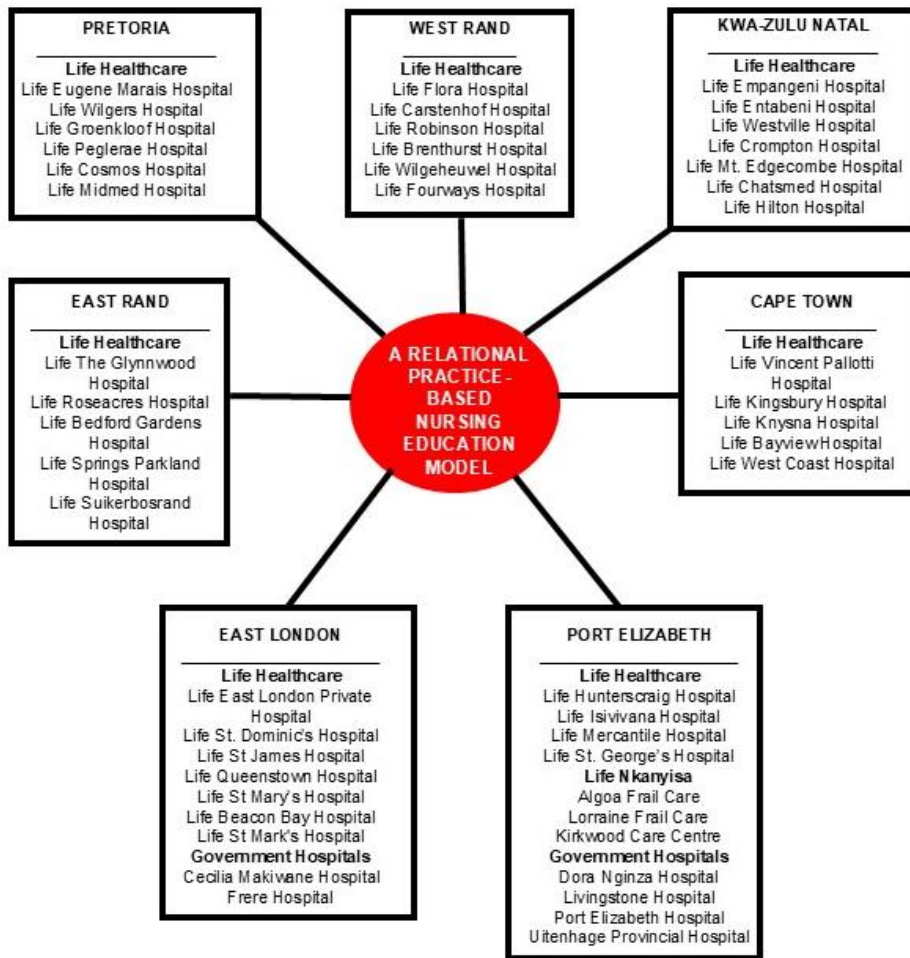 PRETORIA
Life Healthcare
Life Eugene Marais Hospital
Life Wilgers Hospital
Life Groenkloof Hospital
Life Peglerae Hospital
Life Cosmos Hospital
Life Midmed Hospital
WEST RAND
Life Healthcare
Life Flora Hospital
Life Carstenhof Hospital
Life Robinson Hospital
Life Brenthurst Hospital
Life Wilgeheuwel Hospital
Life Fourways Hospital
KWA-ZULU NATAL
Life Healthcare
Life Empangeni Hospital
Life Entabeni Hospital
Life Westville Hospital
Life Crompton Hospital
Life Mt. Edgecombe Hospital
Life Chatsmed Hospital
Life Hilton Hospital
EAST RAND
Life Healthcare
Life The Glynnwood
Hospital
Life Roseacres Hospital
Life Bedford Gardens
Hospital
Life Springs Parkland
Hospital
Life Suikerbosrand
Hospital
A RELATIONAL
PRACTICE-
BASED
NURSING
EDUCATION
MODEL
CAPE TOWN
Life Healthcare
Life Vincent Pallotti
Hospital
Life Kingsbury Hospital
Life Knysna Hospital
Life Bayview Hospital
Life West Coast Hospital
EAST LONDON
Life Healthcare
Life East London Private
Hospital
Life St. Dominic's Hospital
Life St James Hospital
Life Queenstown Hospital
Life St Mary's Hospital
Life Beacon Bay Hospital
Life St Mark's Hospital
Government Hospitals
Cecilia Makiwane Hospital
Frere Hospital
PORT ELIZABETH
Life Healthcare
Life Hunterscraig Hospital
Life Isivivana Hospital
Life Mercantile Hospital
Life St. George's Hospital
Life Nkanyisa
Algoa Frail Care
Lorraine Frail Care
Kirkwood Care Centre
Government Hospitals
Dora Nginza Hospital
Livingstone Hospital
Port Elizabeth Hospital
Uitenhage Provincial Hospital